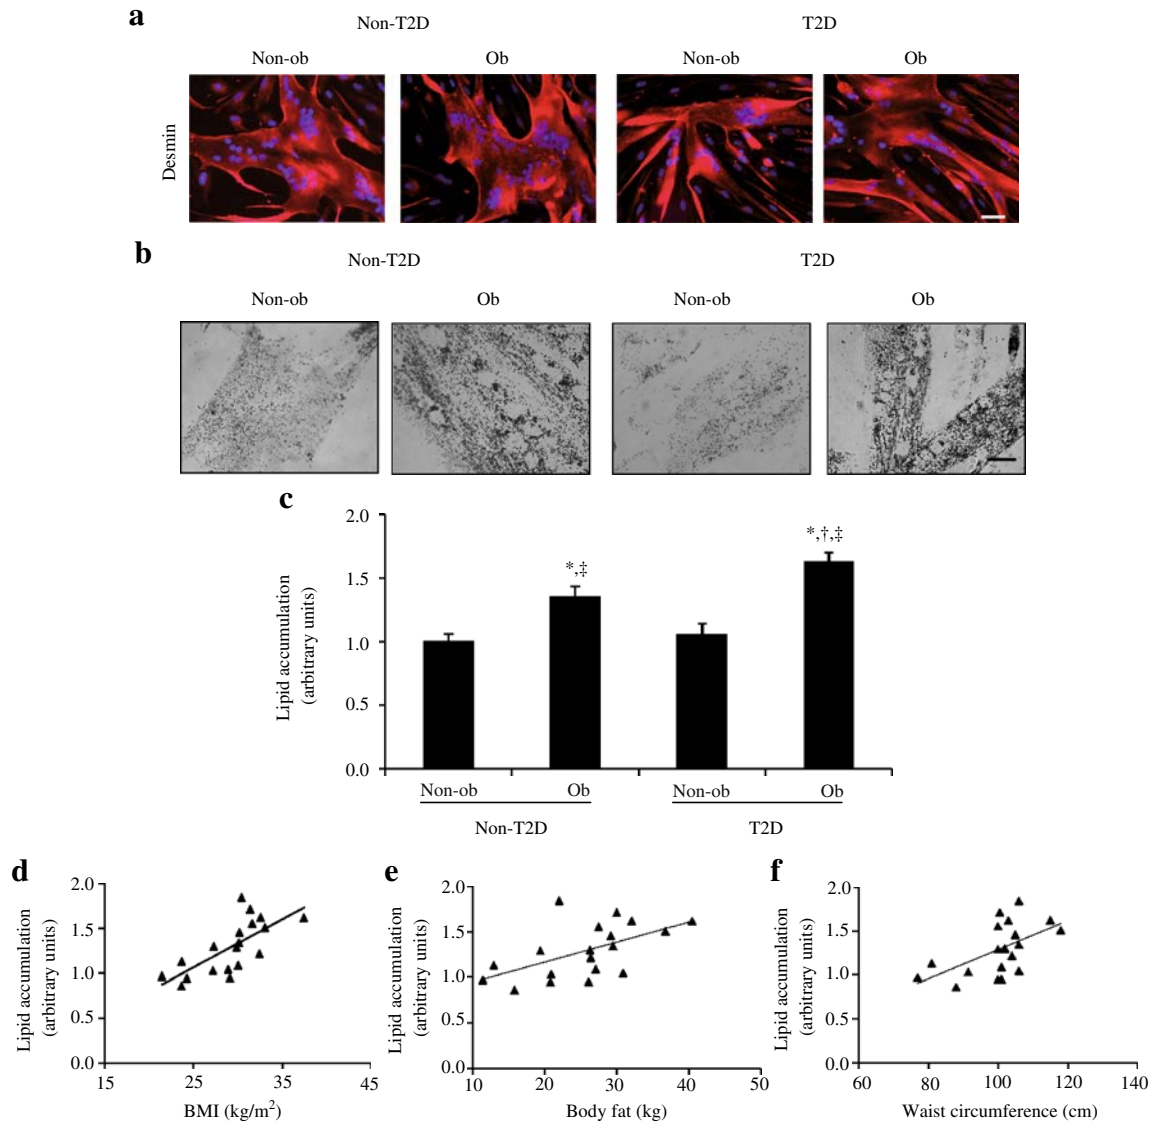 a
Non-T2D T2D
Non-ob Ob Non-ob Ob
Desmin
b
Non-T2D T2D
Non-ob Ob Non-ob Ob
c
Lipid accumulation
(arbitrary units)
2.0
1.5
1.0
0.5
0.0
*,‡
*,†,‡
Non-ob Ob Non-ob Ob
Non-T2D T2D
d
Lipid accumulation
(arbitrary units)
2.0
1.5
1.0
0.5
0.0
15 25 35 45
BMI (kg/m²)
e
Lipid accumulation
(arbitrary units)
2.0
1.5
1.0
0.5
0.0
10 20 30 40 50
Body fat (kg)
f
Lipid accumulation
(arbitrary units)
2.0
1.5
1.0
0.5
0.0
60 80 100 120 140
Waist circumference (cm)